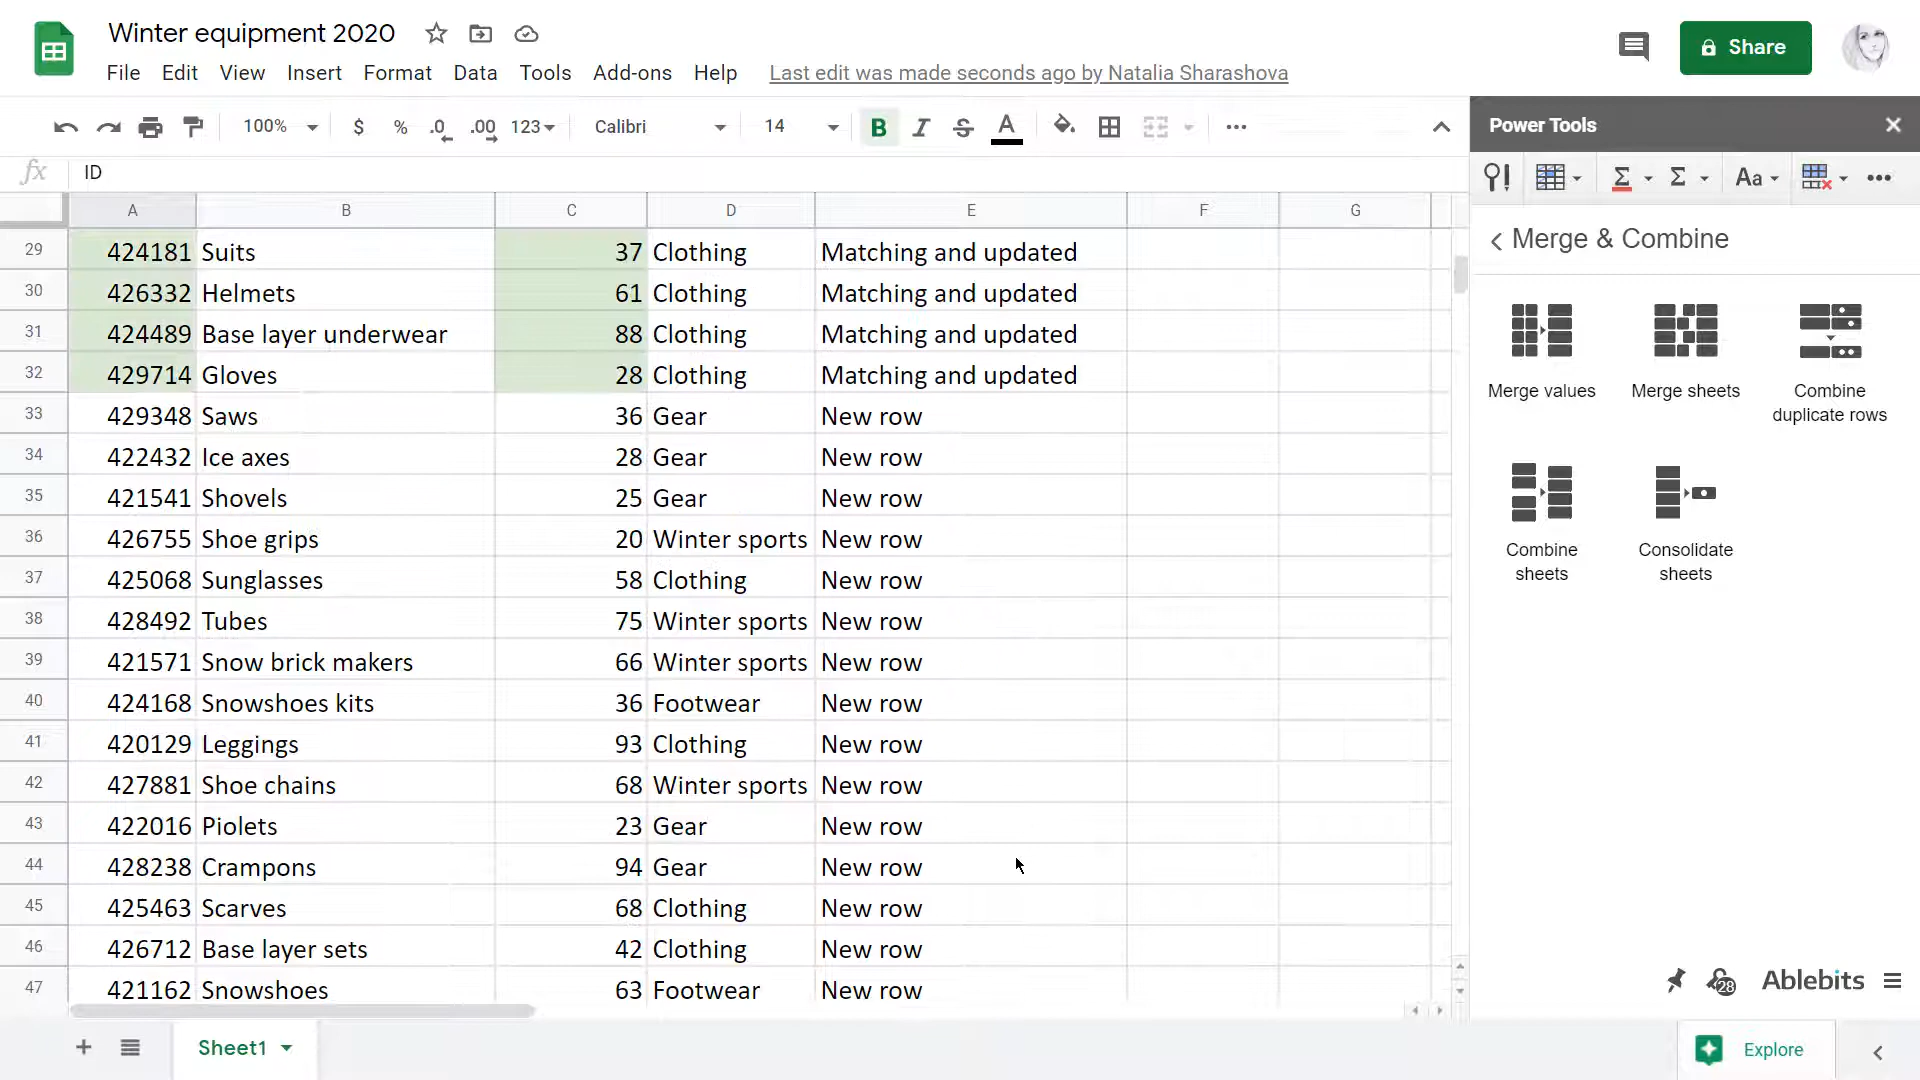 Winter equipment 2020
Share
File Edit View Insert Format Data Tools Add-ons Help Last edit was made seconds ago by Natalia Sharashova
100% $ % .0 .00 123 Calibri 14 B I S A
Power Tools
fx ID
Σ Σ Aa
A B C D E F G
Merge & Combine
29 424181 Suits 37 Clothing Matching and updated
30 426332 Helmets 61 Clothing Matching and updated
31 424489 Base layer underwear 88 Clothing Matching and updated
32 429714 Gloves 28 Clothing Matching and updated
33 429348 Saws 36 Gear New row
34 422432 Ice axes 28 Gear New row
35 421541 Shovels 25 Gear New row
36 426755 Shoe grips 20 Winter sports New row
37 425068 Sunglasses 58 Clothing New row
38 428492 Tubes 75 Winter sports New row
39 421571 Snow brick makers 66 Winter sports New row
40 424168 Snowshoes kits 36 Footwear New row
41 420129 Leggings 93 Clothing New row
42 427881 Shoe chains 68 Winter sports New row
43 422016 Piolets 23 Gear New row
44 428238 Crampons 94 Gear New row
45 425463 Scarves 68 Clothing New row
46 426712 Base layer sets 42 Clothing New row
47 421162 Snowshoes 63 Footwear New row
Merge values
Merge sheets
Combine
duplicate rows
Combine
sheets
Consolidate
sheets
28 Ablebits
Sheet1
Explore